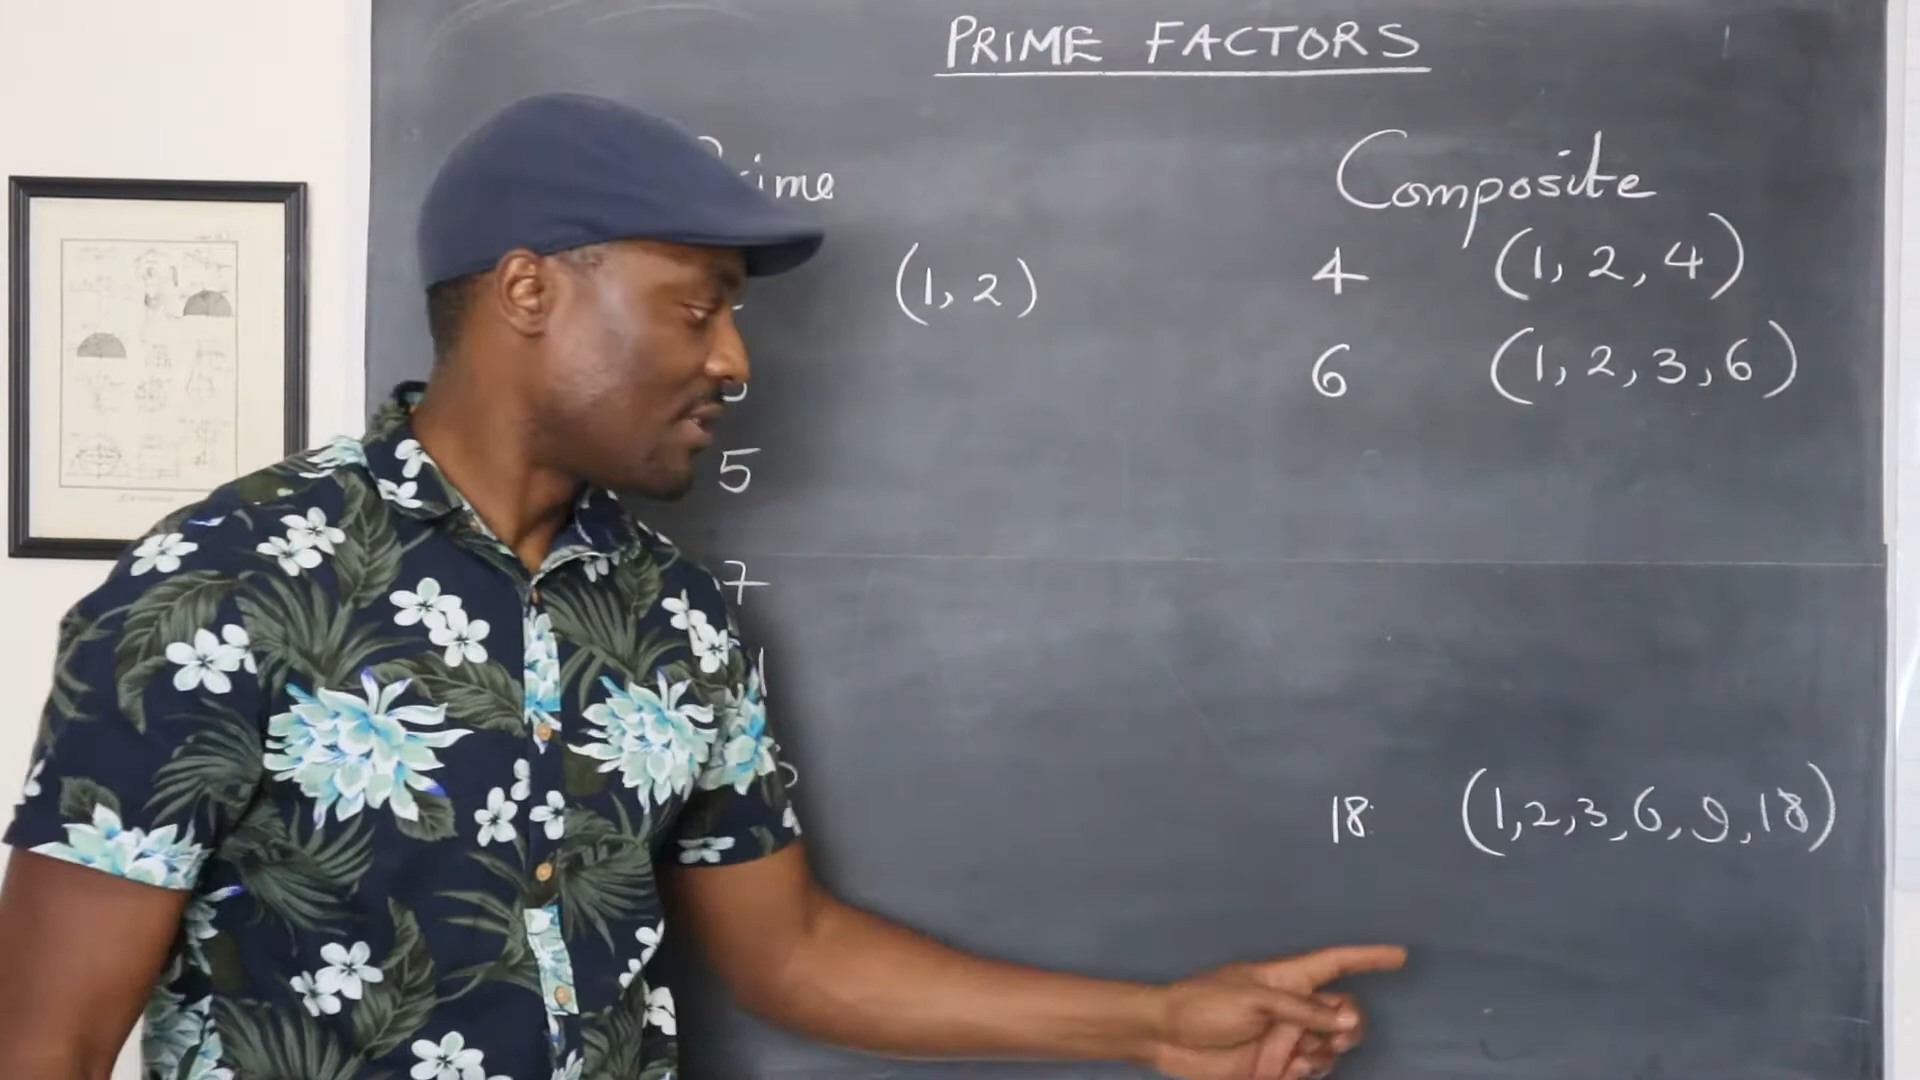 PRIME FACTORS
Composite
(1, 2)
4 (1, 2, 4)
6 (1, 2, 3, 6)
5
7
18: (1,2,3,6,9,18)